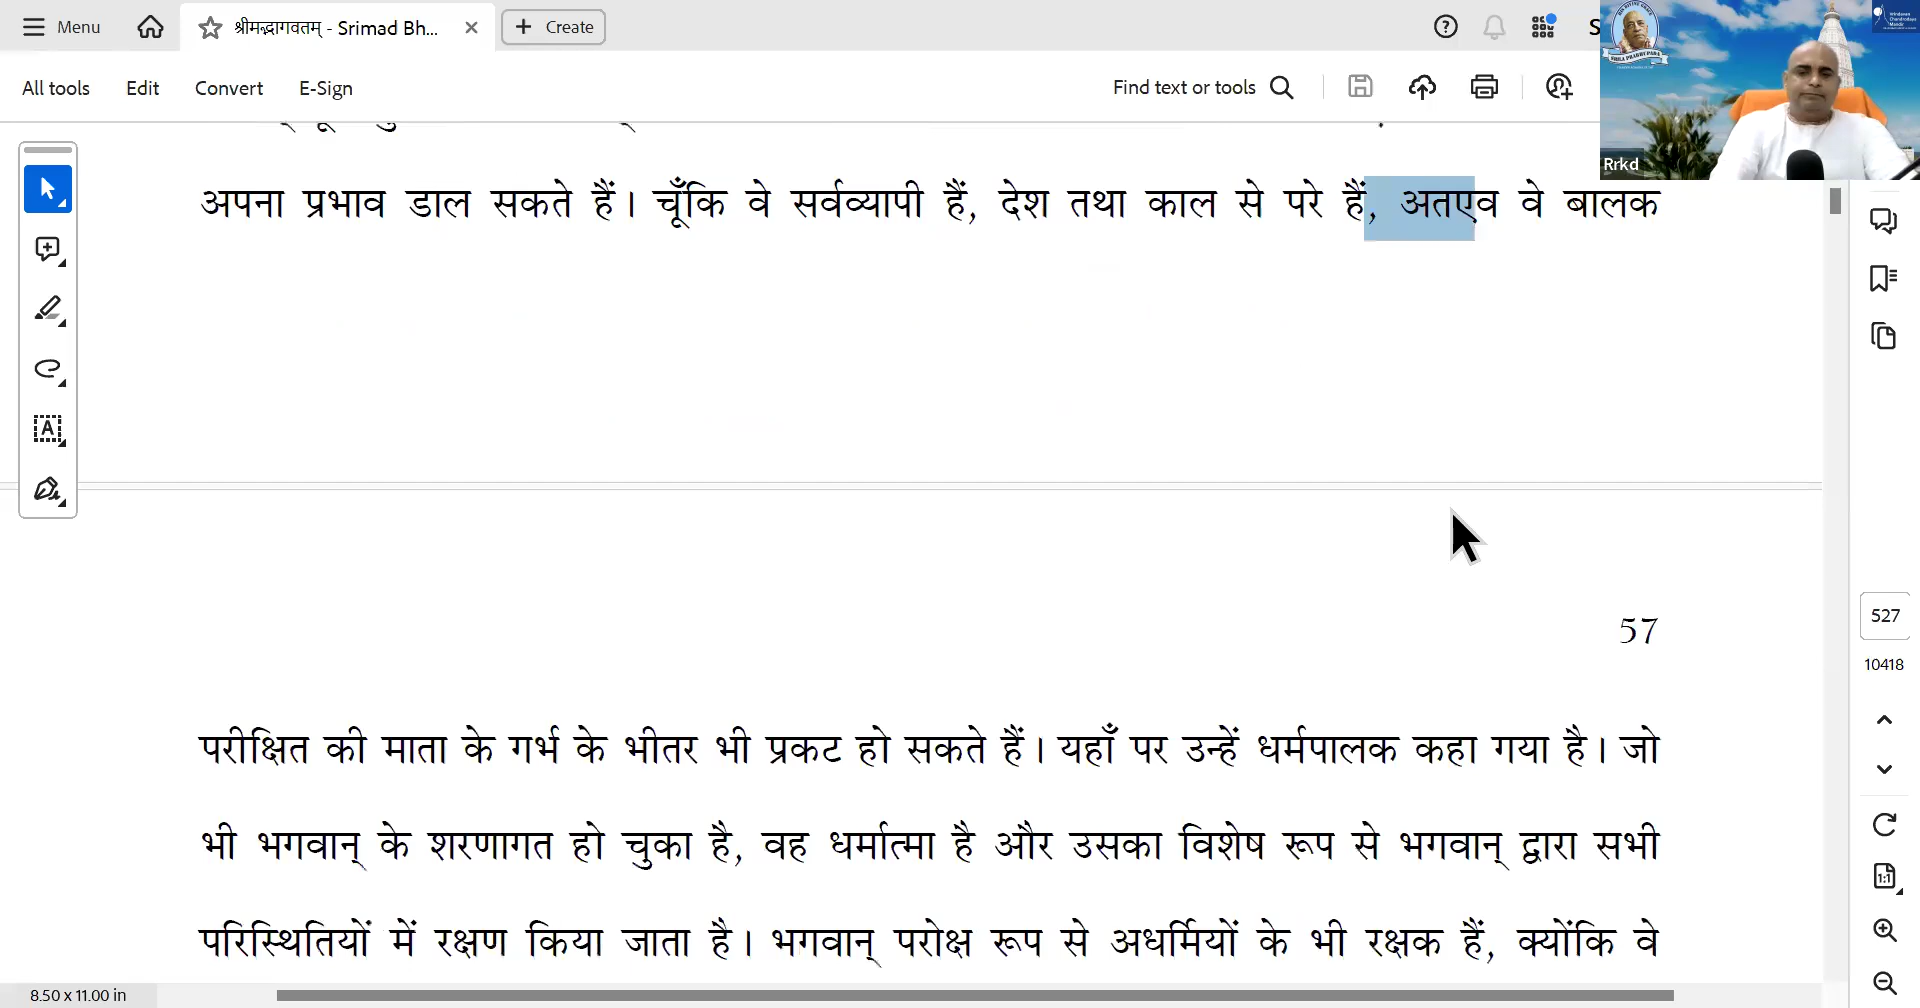 Menu
श्रीमद्भागवतम् - Srimad Bh...
Create
All tools
Edit
Convert
E-Sign
Find text or tools
SRILA PRABHUPADA
Rrkd
अपना प्रभाव डाल सकते हैं। चूँकि वे सर्वव्यापी हैं, देश तथा काल से परे हैं, अतएव वे बालक
57
527
10418
परीक्षित की माता के गर्भ के भीतर भी प्रकट हो सकते हैं। यहाँ पर उन्हें धर्मपालक कहा गया है। जो
भी भगवान् के शरणागत हो चुका है, वह धर्मात्मा है और उसका विशेष रूप से भगवान् द्वारा सभी
परिस्थितियों में रक्षण किया जाता है। भगवान् परोक्ष रूप से अधर्मियों के भी रक्षक हैं, क्योंकि वे
8.50 x 11.00 in